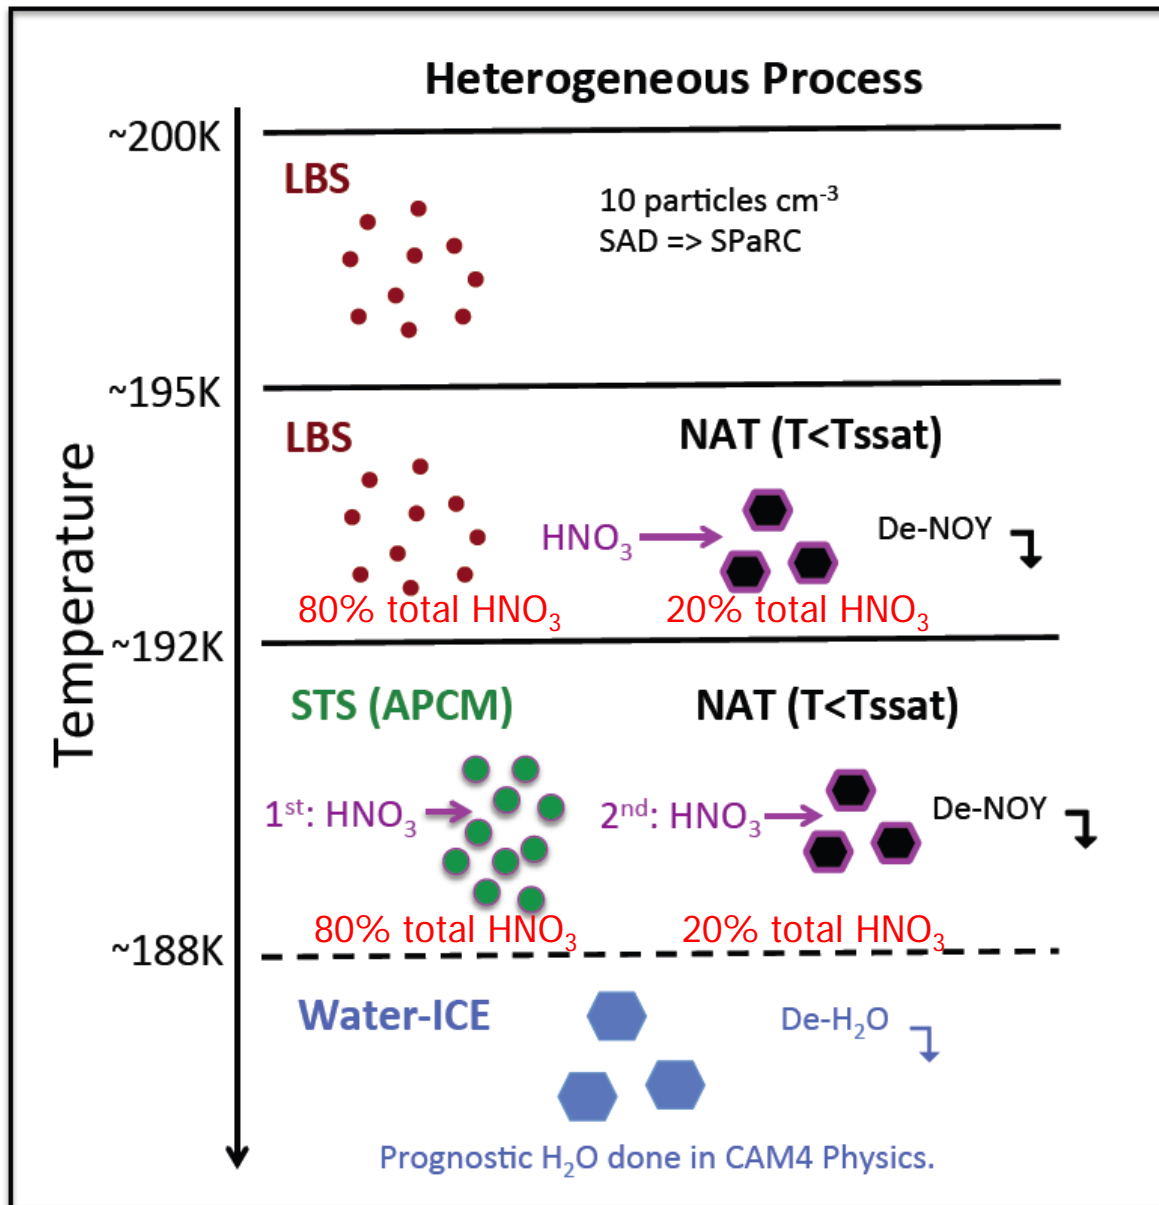 Heterogeneous Process
~200K
LBS
10 particles cm⁻³
SAD => SPaRC
~195K
LBS
NAT (T<Tssat)
HNO₃
De-NOY
80% total HNO₃
20% total HNO₃
~192K
Temperature
STS (APCM)
NAT (T<Tssat)
1ˢᵗ: HNO₃
2ⁿᵈ: HNO₃
De-NOY
80% total HNO₃
20% total HNO₃
~188K
Water-ICE
De-H₂O
Prognostic H₂O done in CAM4 Physics.